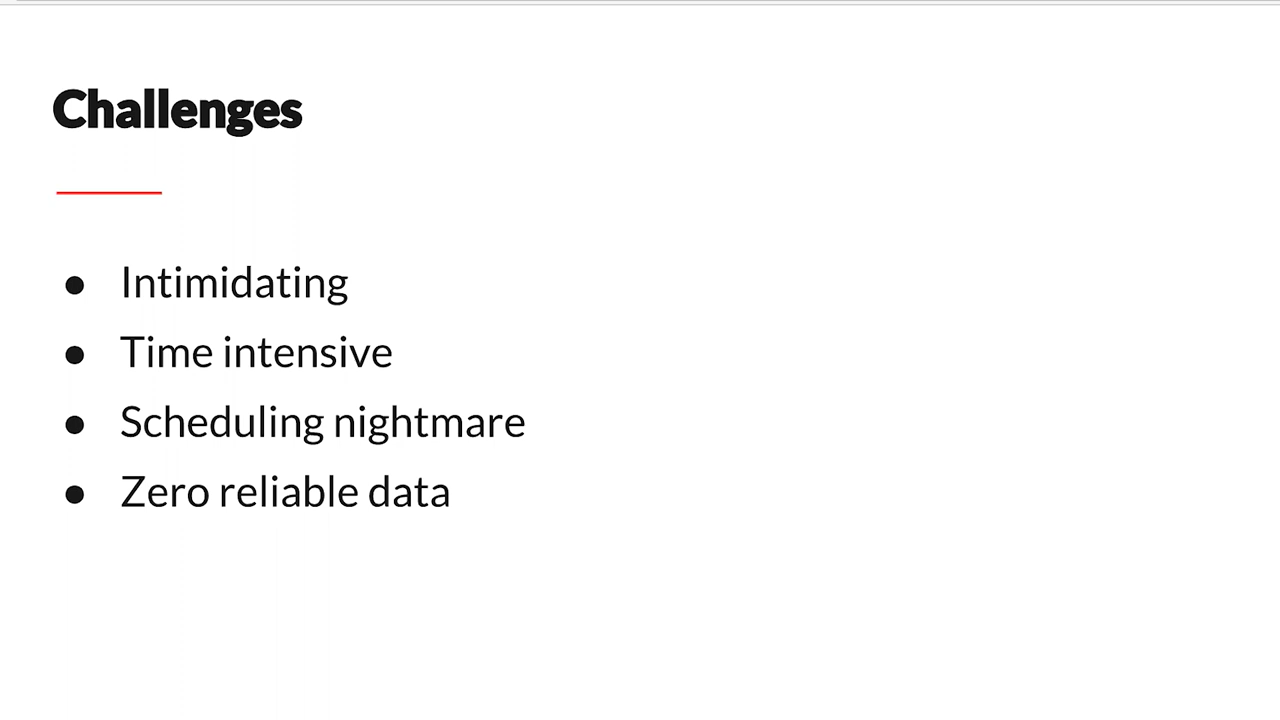 Challenges
● Intimidating
● Time intensive
● Scheduling nightmare
● Zero reliable data